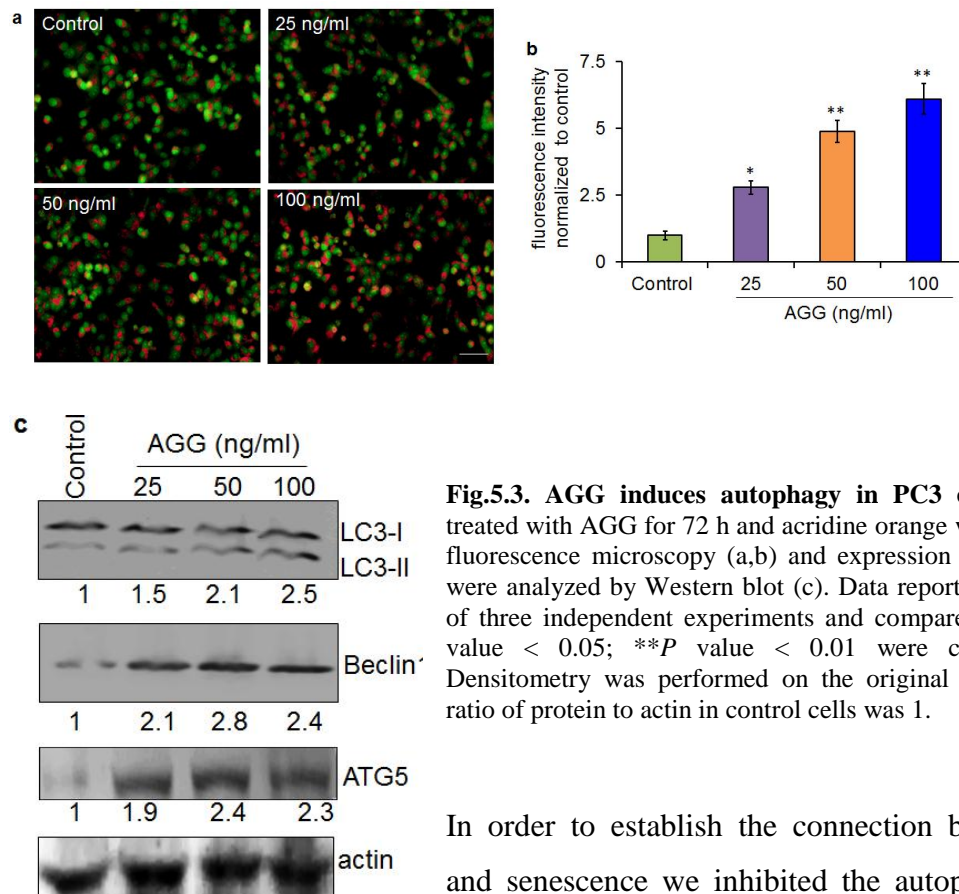 a
Control
25 ng/ml
50 ng/ml
100 ng/ml
b
fluorescence intensity
normalized to control
7.5
5
2.5
0
*
**
**
Control
25
50
100
AGG (ng/ml)
c
Control
AGG (ng/ml)
25
50
100
LC3-I
LC3-II
1 1.5 2.1 2.5
Beclin1
1 2.1 2.8 2.4
ATG5
1 1.9 2.4 2.3
actin
Fig.5.3. AGG induces autophagy in PC3
treated with AGG for 72 h and acridine orange
fluorescence microscopy (a,b) and expression
were analyzed by Western blot (c). Data report
of three independent experiments and compare
value < 0.05; **P value < 0.01 were
Densitometry was performed on the original
ratio of protein to actin in control cells was 1.
In order to establish the connection
and senescence we inhibited the